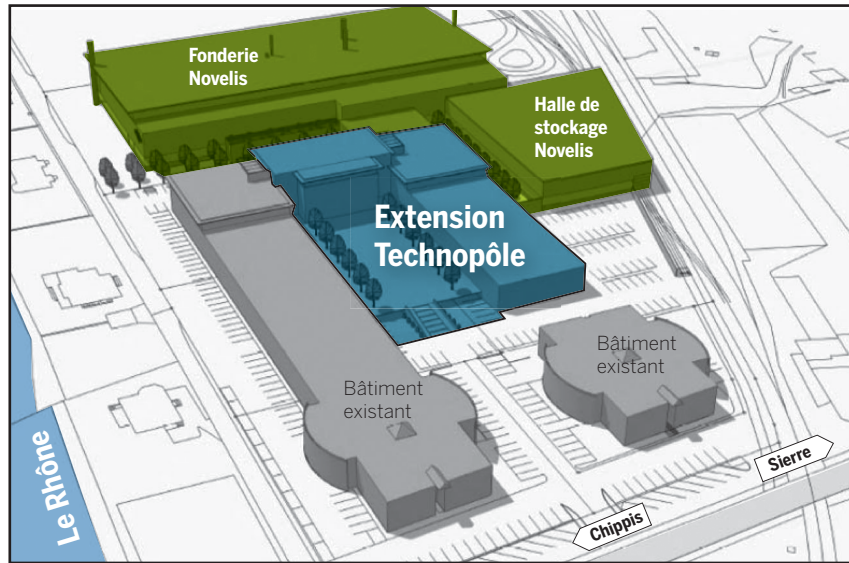 Fonderie
Novelis
Halle de
stockage
Novelis
Extension
Technopôle
Bâtiment
existant
Bâtiment
existant
Le Rhône
Sierre
Chippis